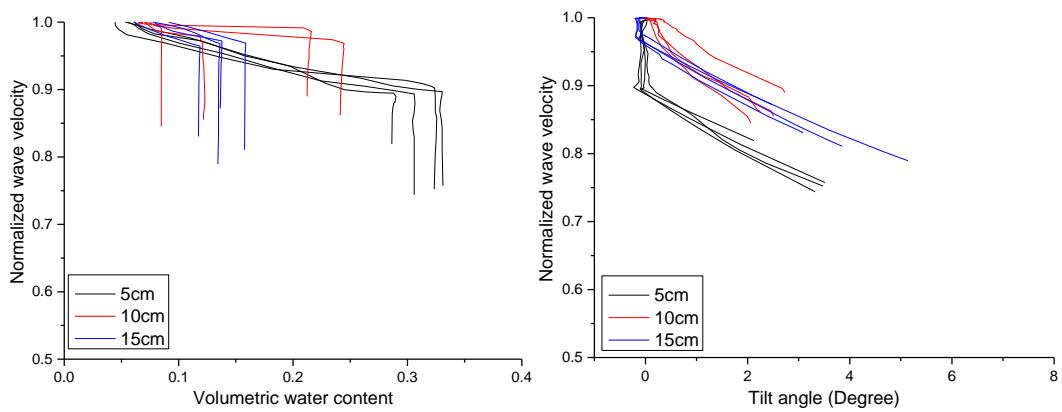 1.0
0.9
0.8
0.7
0.6
0.5
Normalized wave velocity
5cm
10cm
15cm
0.0 0.1 0.2 0.3 0.4
Volumetric water content
1.0
0.9
0.8
0.7
0.6
0.5
Normalized wave velocity
5cm
10cm
15cm
0 2 4 6 8
Tilt angle (Degree)